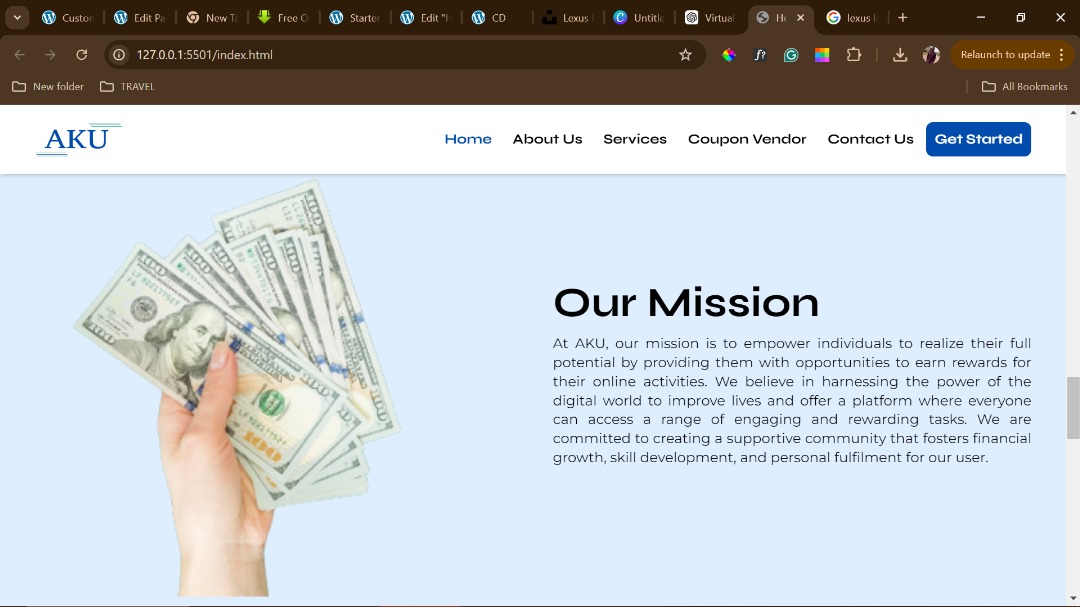 Custon
Edit Pa
New Ta
Free O
Starter
Edit "H
CD
Lexus
Untitle
Virtual
lexus l
127.0.0.1:5501/index.html
f?
Relaunch to update
New folder
TRAVEL
All Bookmarks
AKU
Home
About Us
Services
Coupon Vendor
Contact Us
Get Started
100
Our Mission
At AKU, our mission is to empower individuals to realize their full
potential by providing them with opportunities to earn rewards for
their online activities. We believe in harnessing the power of the
digital world to improve lives and offer a platform where everyone
can access a range of engaging and rewarding tasks. We are
committed to creating a supportive community that fosters financial
growth, skill development, and personal fulfilment for our user.